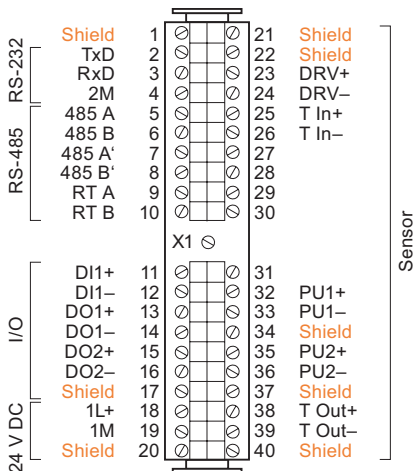 Shield 1 21 Shield
TxD 2 22 Shield
RxD 3 23 DRV+
2M 4 24 DRV–
RS-232
485 A 5 25 T In+
485 B 6 26 T In–
485 A' 7 27
485 B' 8 28
RT A 9 29
RT B 10 30
RS-485
X1
Sensor
DI1+ 11 31
DI1– 12 32 PU1+
DO1+ 13 33 PU1–
DO1– 14 34 Shield
DO2+ 15 35 PU2+
DO2– 16 36 PU2–
Shield 17 37 Shield
I/O
1L+ 18 38 T Out+
1M 19 39 T Out–
Shield 20 40 Shield
24 V DC